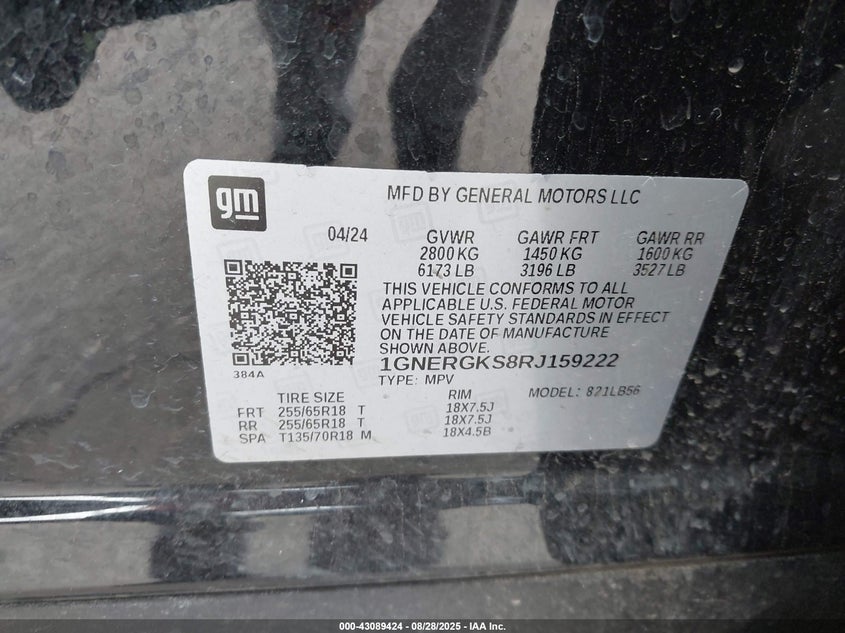 gm
MFD BY GENERAL MOTORS LLC
04/24 GVWR GAWR FRT GAWR RR
2800 KG 1450 KG 1600 KG
6173 LB 3196 LB 3527 LB
THIS VEHICLE CONFORMS TO ALL
APPLICABLE U.S. FEDERAL MOTOR
VEHICLE SAFETY STANDARDS IN EFFECT
ON THE DATE OF MANUFACTURE
SHOWN ABOVE.
384A
1GNERGKS8RJ159222
TYPE: MPV MODEL: 821LB56
TIRE SIZE RIM
FRT 255/65R18 T 18X7.5J
RR 255/65R18 T 18X7.5J
SPA T135/70R18 M 18X4.5B
000-43089424 - 08/28/2025 - IAA Inc.